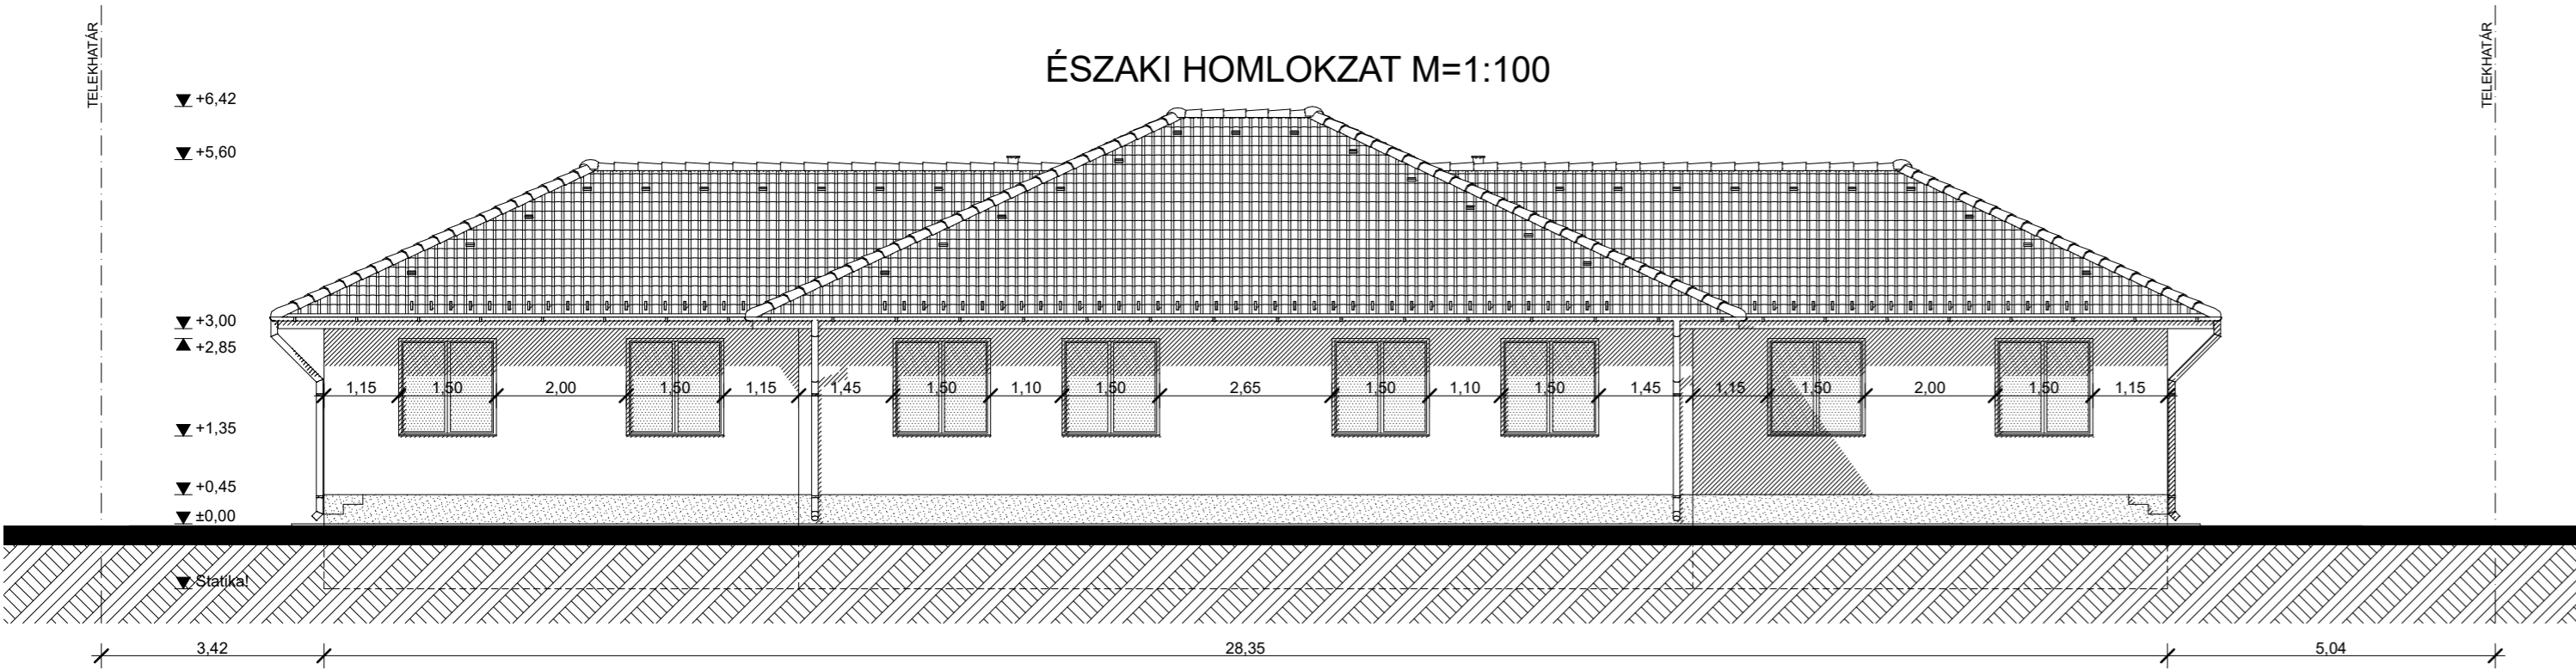 TELEKHATÁR
TELEKHATÁR
ÉSZAKI HOMLOKZAT M=1:100
+6,42
+5,60
+3,00
+2,85
1,15 1,50 2,00 1,50 1,15 1,45 1,50 1,10 1,50 2,65 1,50 1,10 1,50 1,45 1,15 1,50 2,00 1,50 1,15
+1,35
+0,45
±0,00
Statika!
3,42 28,35 5,04